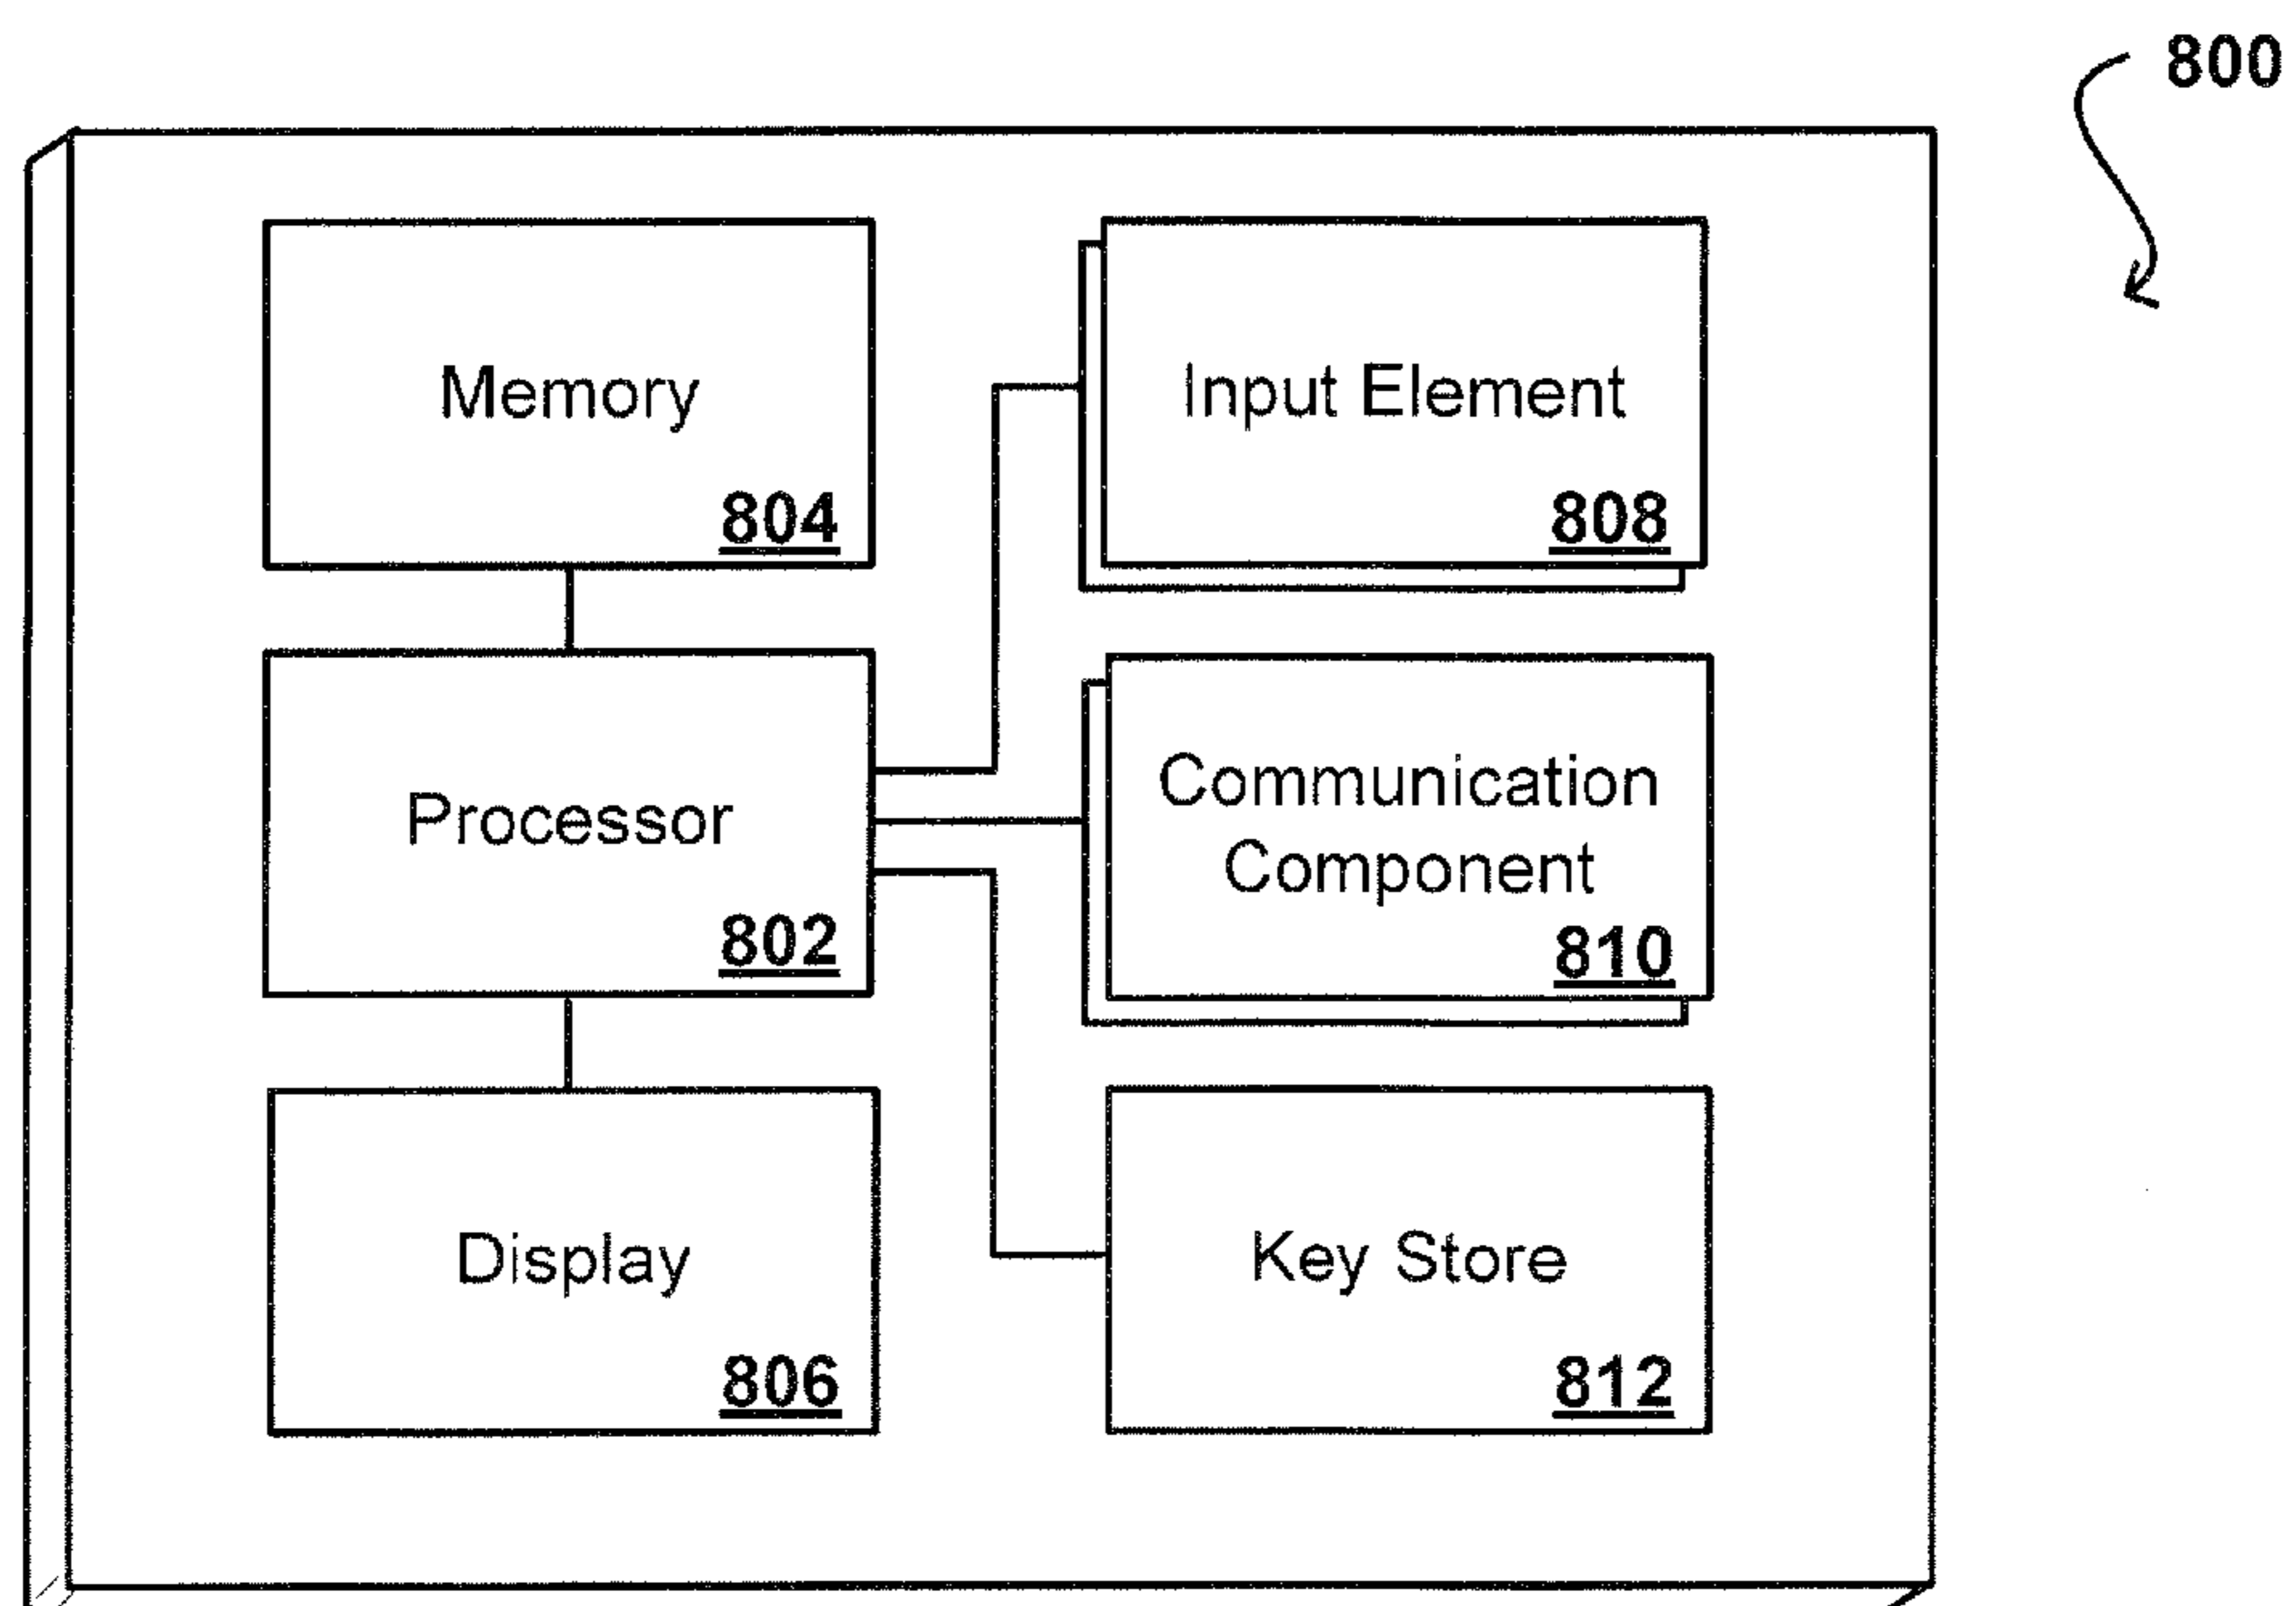 800
Memory
804
Input Element
808
Processor
802
Communication
Component
810
Display
806
Key Store
812